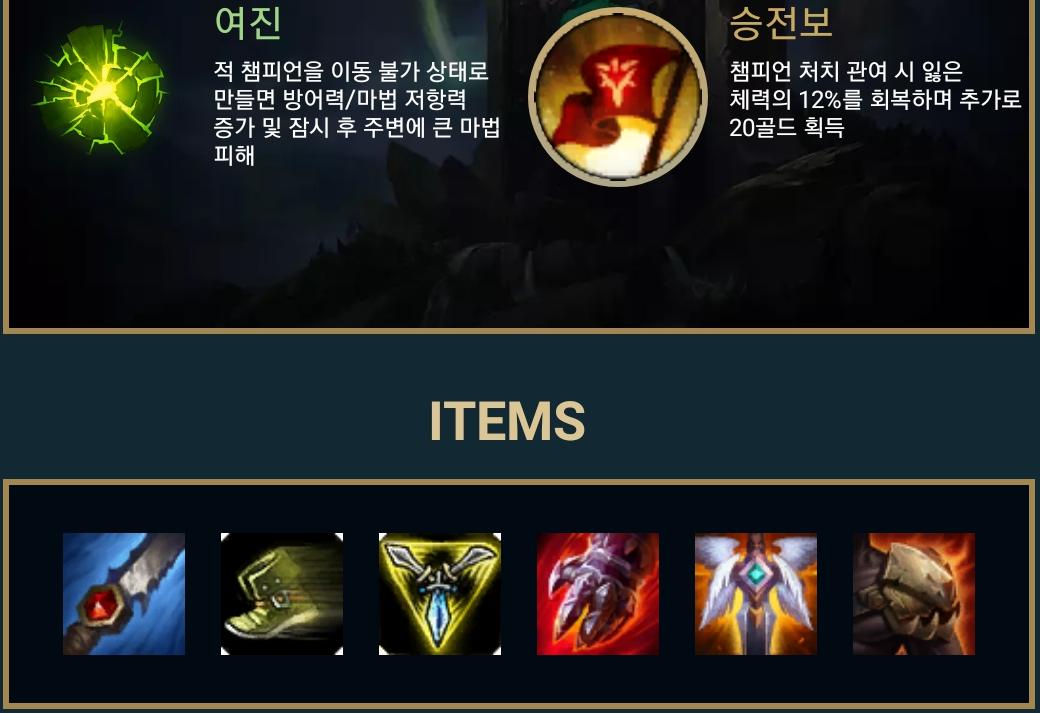 여진
적 챔피언을 이동 불가 상태로
만들면 방어력/마법 저항력
증가 및 잠시 후 주변에 큰 마법
피해
승전보
챔피언 처치 관여 시 잃은
체력의 12%를 회복하며 추가로
20골드 획득
ITEMS